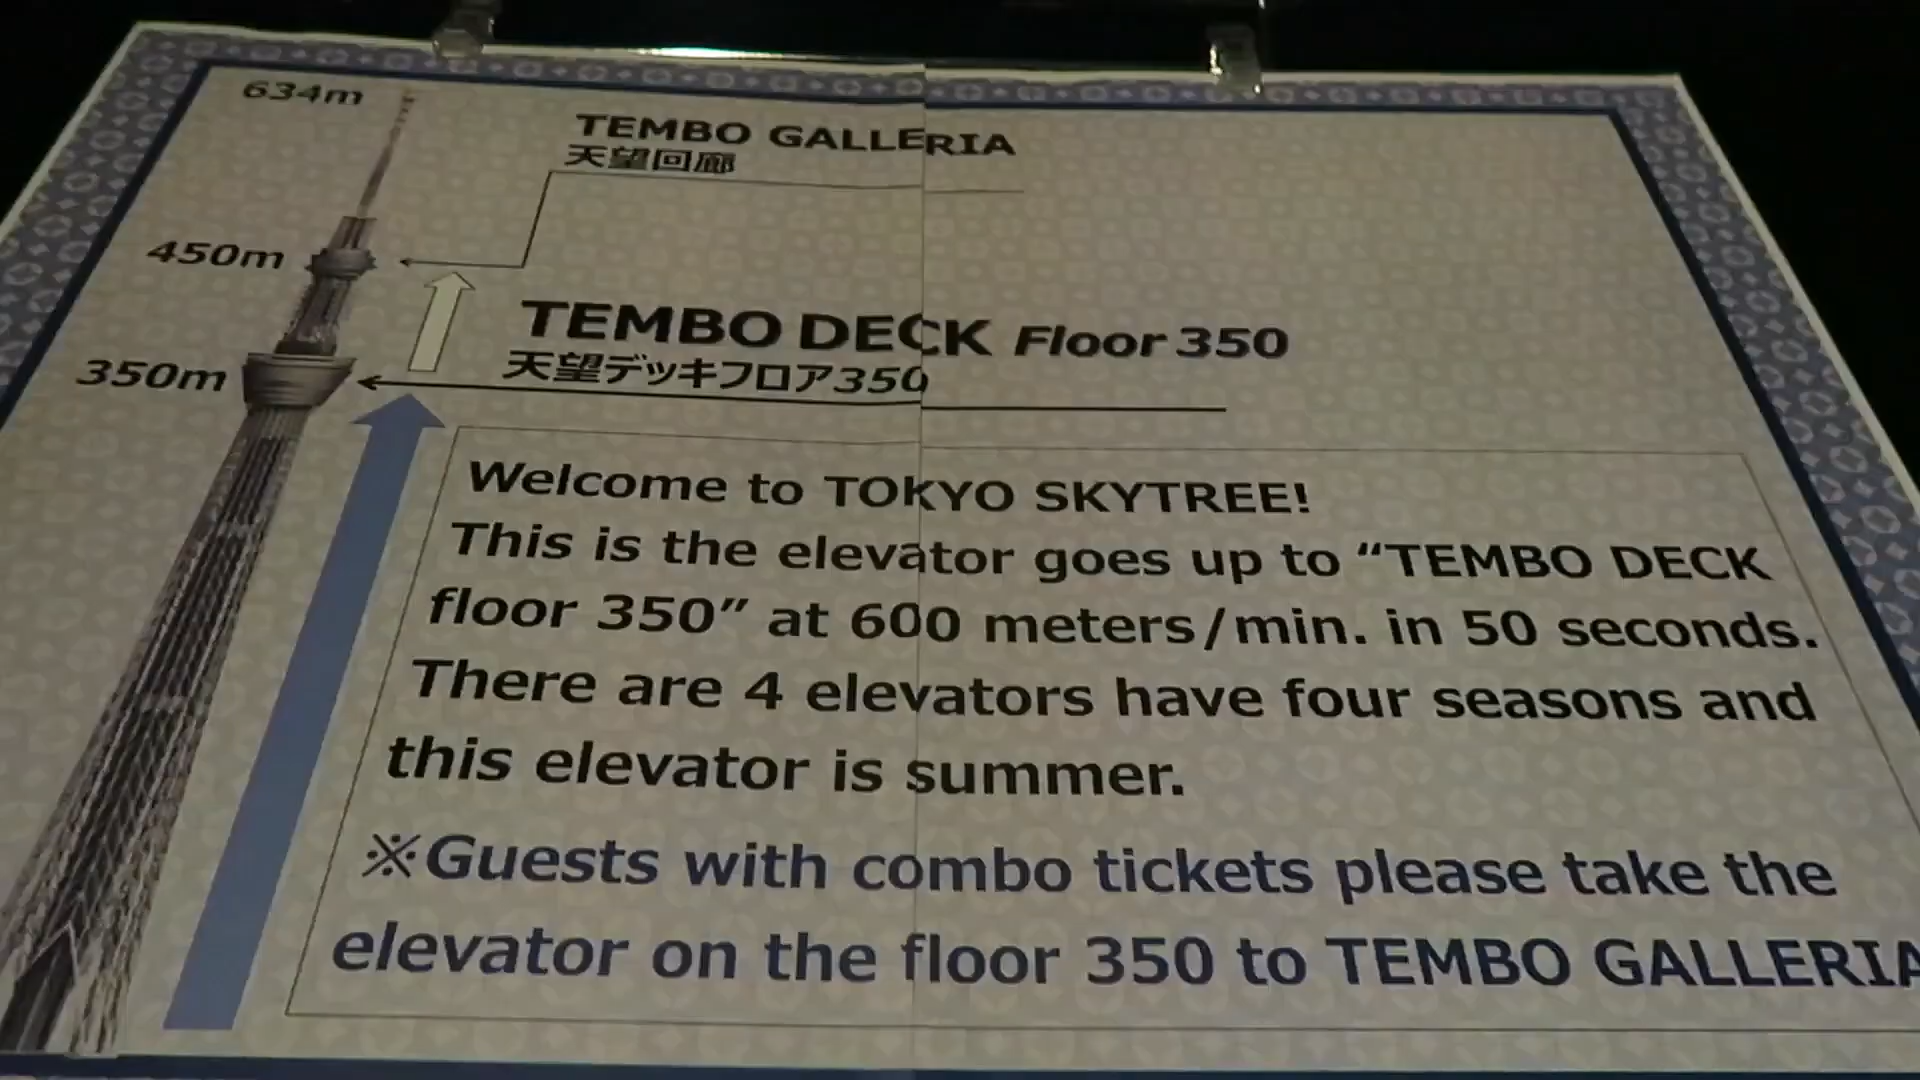 634m
TEMBO GALLERIA
天望回廊
450m
TEMBO DECK Floor 350
天望デッキフロア350
350m
Welcome to TOKYO SKYTREE!
This is the elevator goes up to “TEMBO DECK
floor 350” at 600 meters/min. in 50 seconds.
There are 4 elevators have four seasons and
this elevator is summer.
※Guests with combo tickets please take the
elevator on the floor 350 to TEMBO GALLERIA